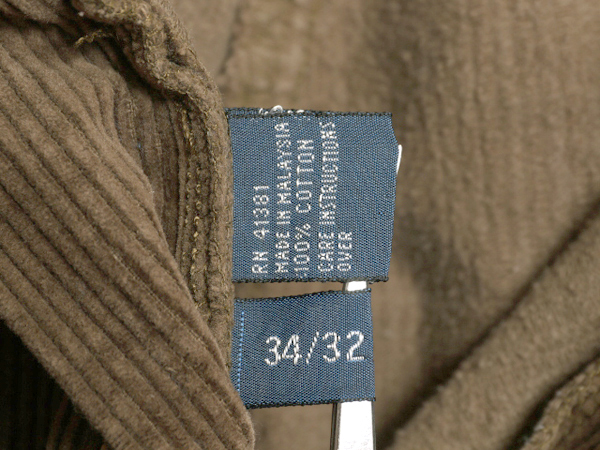 RN 41381
MADE IN MALAYSIA
100% COTTON
CARE INSTRUCTIONS
OVER
34/32